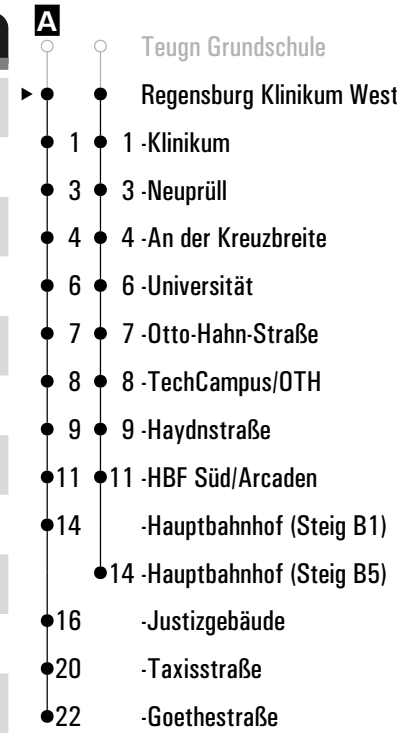 A
Teugn Grundschule
Regensburg Klinikum West
1 1 -Klinikum
3 3 -Neuprüll
4 4 -An der Kreuzbreite
6 6 -Universität
7 7 -Otto-Hahn-Straße
8 8 -TechCampus/OTH
9 9 -Haydnstraße
11 11 -HBF Süd/Arcaden
14 -Hauptbahnhof (Steig B1)
14 -Hauptbahnhof (Steig B5)
16 -Justizgebäude
20 -Taxisstraße
22 -Goethestraße